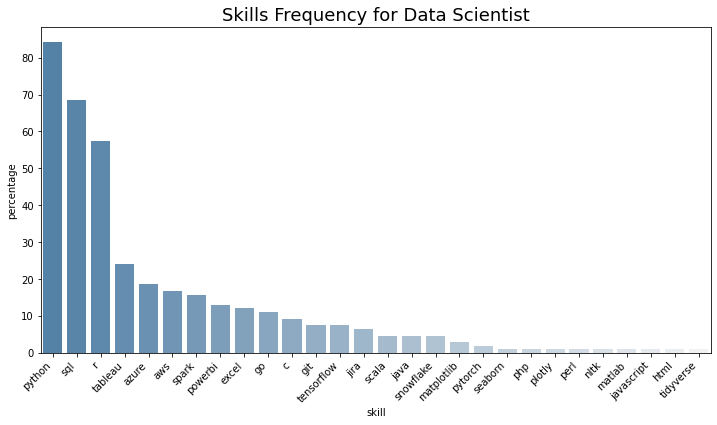 Skills Frequency for Data Scientist
percentage
80
70
60
50
40
30
20
10
0
python
sql
r
tableau
azure
aws
spark
powerbi
excel
go
c
git
tensorflow
jira
scala
java
snowflake
matplotlib
pytorch
seaborn
php
plotly
perl
nltk
matlab
javascript
html
tidyverse
skill